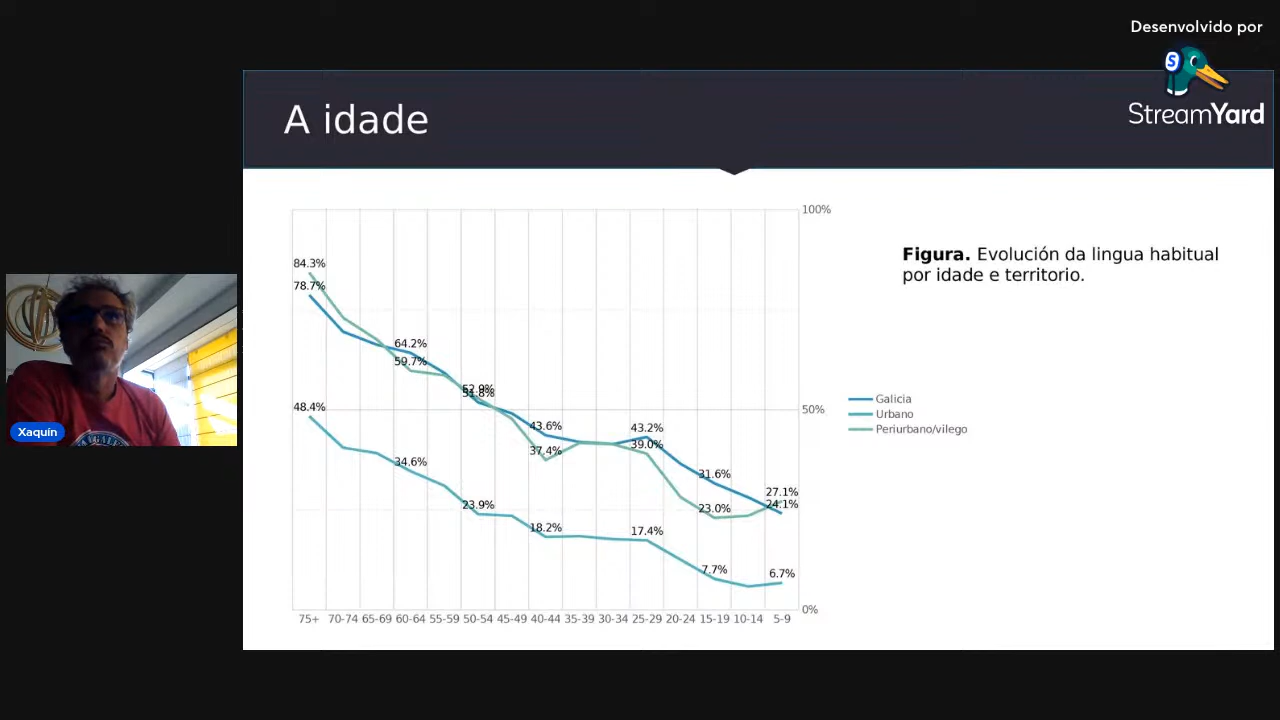 Desenvolvido por
StreamYard
A idade
100%
84.3%
78.7%
64.2%
59.7%
52.9%
51.8%
50%
48.4%
43.6%
43.2%
39.0%
37.4%
34.6%
31.6%
27.1%
24.1%
23.9%
23.0%
18.2%
17.4%
7.7%
6.7%
0%
75+ 70-74 65-69 60-64 55-59 50-54 45-49 40-44 35-39 30-34 25-29 20-24 15-19 10-14 5-9
Figura. Evolución da lingua habitual
por idade e territorio.
Galicia
Urbano
Periurbano/vilego
Xaquín